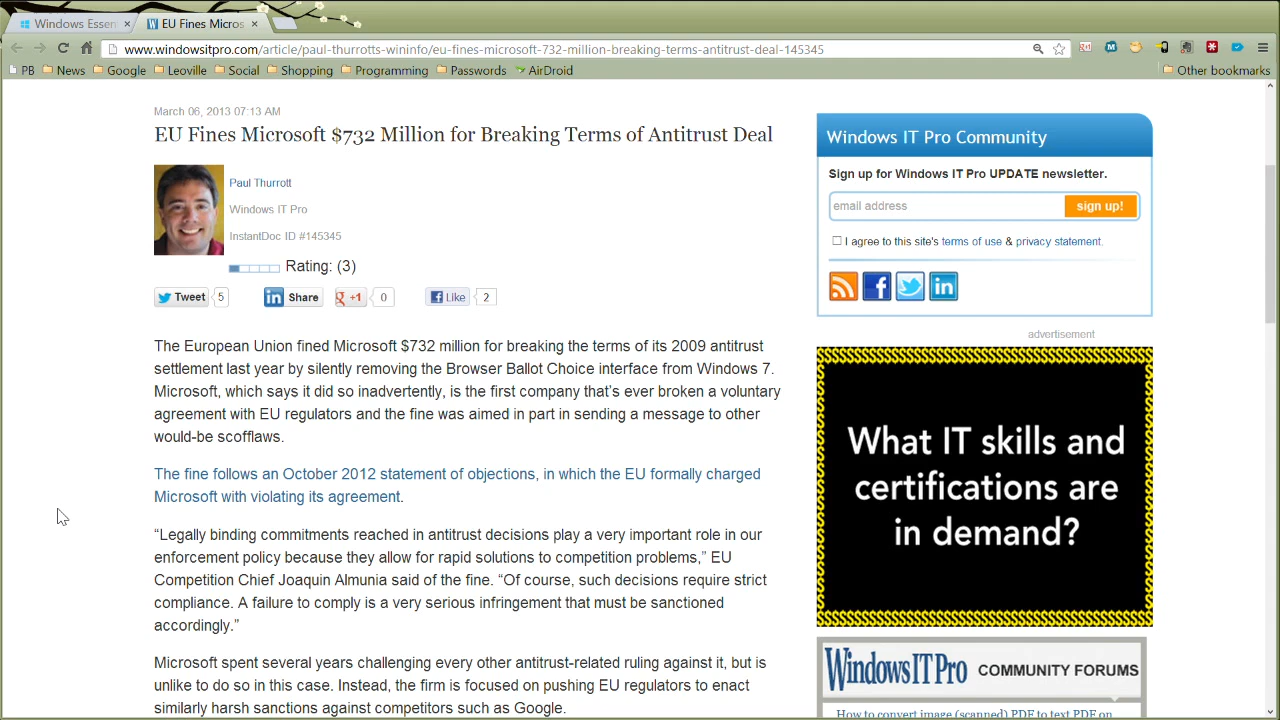 Windows Essen
EU Fines Micros
www.windowsitpro.com/article/paul-thurrotts-wininfo/eu-fines-microsoft-732-million-breaking-terms-antitrust-deal-145345
PB News Google Leoville Social Shopping Programming Passwords AirDroid Other bookmarks
March 06, 2013 07:13 AM
EU Fines Microsoft $732 Million for Breaking Terms of Antitrust Deal
Paul Thurrott
Windows IT Pro
InstantDoc ID #145345
Rating: (3)
Tweet 5 Share +1 0 Like 2
The European Union fined Microsoft $732 million for breaking the terms of its 2009 antitrust
settlement last year by silently removing the Browser Ballot Choice interface from Windows 7.
Microsoft, which says it did so inadvertently, is the first company that’s ever broken a voluntary
agreement with EU regulators and the fine was aimed in part in sending a message to other
would-be scofflaws.
The fine follows an October 2012 statement of objections, in which the EU formally charged
Microsoft with violating its agreement.
“Legally binding commitments reached in antitrust decisions play a very important role in our
enforcement policy because they allow for rapid solutions to competition problems,” EU
Competition Chief Joaquin Almunia said of the fine. “Of course, such decisions require strict
compliance. A failure to comply is a very serious infringement that must be sanctioned
accordingly.”
Microsoft spent several years challenging every other antitrust-related ruling against it, but is
unlike to do so in this case. Instead, the firm is focused on pushing EU regulators to enact
similarly harsh sanctions against competitors such as Google.
Windows IT Pro Community
Sign up for Windows IT Pro UPDATE newsletter.
email address sign up!
I agree to this site's terms of use & privacy statement.
advertisement
What IT skills and
certifications are
in demand?
WindowsITPro COMMUNITY FORUMS
How to convert image (scanned) PDF to text PDF on